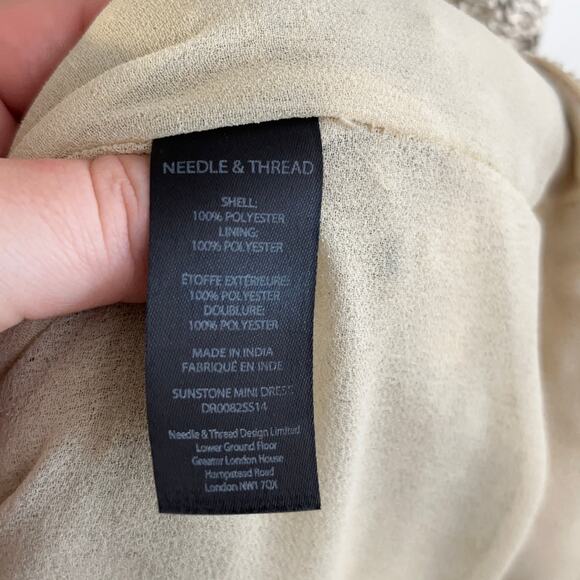 NEEDLE & THREAD
SHELL:
100% POLYESTER
LINING:
100% POLYESTER
ÉTOFFE EXTÉRIEURE:
100% POLYESTER
DOUBLURE:
100% POLYESTER
MADE IN INDIA
FABRIQUÉ EN INDE
SUNSTONE MINI DRESS
DR0082SS14
Needle & Thread Design Limited
Lower Ground Floor
Greater London House
Hampstead Road
London NW1 7QX